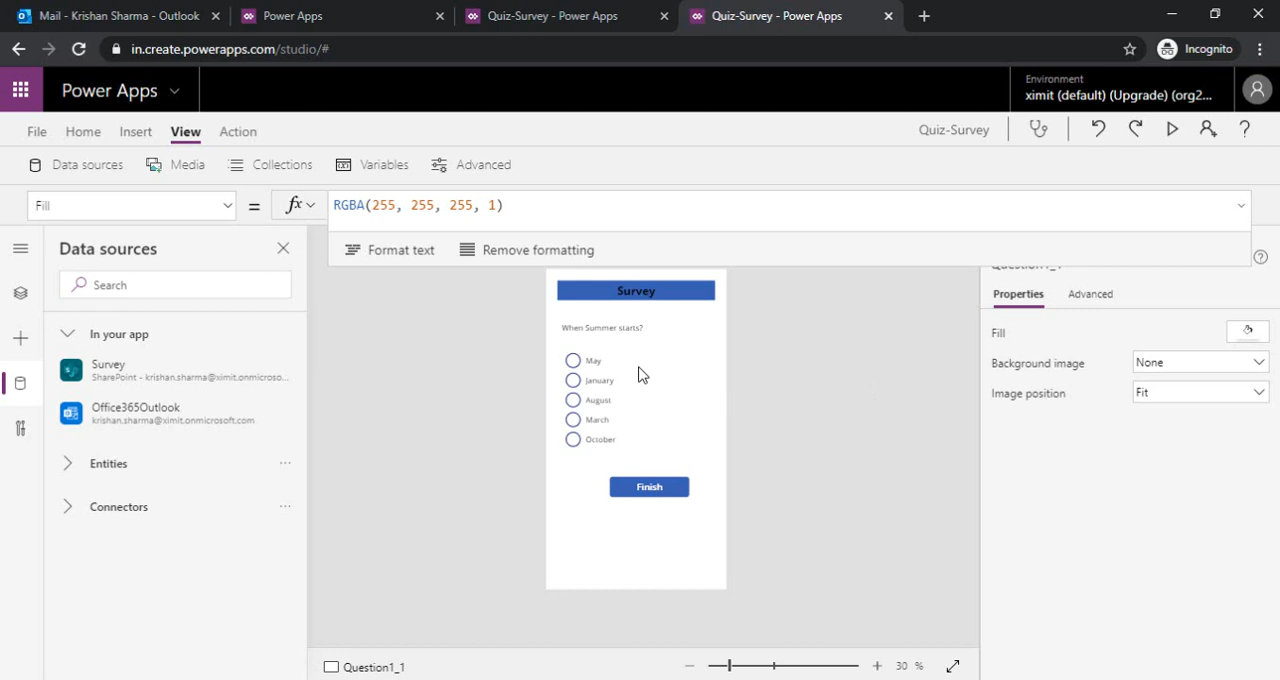 Mail - Krishan Sharma - Outlook
Power Apps
Quiz-Survey - Power Apps
Quiz-Survey - Power Apps
in.create.powerapps.com/studio/#
Incognito
Power Apps
Environment
ximit (default) (Upgrade) (org2...
File Home Insert View Action
Quiz-Survey
Data sources Media Collections Variables Advanced
Fill = fx RGBA(255, 255, 255, 1)
Format text Remove formatting
Data sources
Search
In your app
Survey
SharePoint - krishan.sharma@ximit.onmicroso...
Office365Outlook
krishan.sharma@ximit.onmicrosoft.com
Entities
Connectors
Survey
When Summer starts?
May
January
August
March
October
Finish
Properties Advanced
Fill
Background image None
Image position Fit
Question1_1
30 %